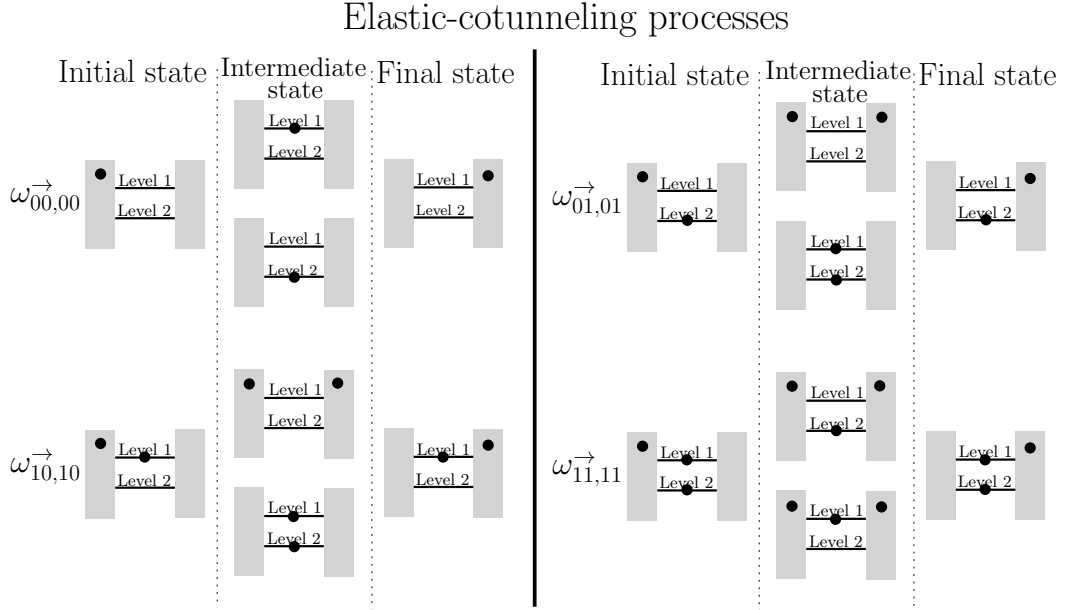 Elastic-cotunneling processes
Initial state
Intermediate
state
Final state
ω→00,00
Level 1
Level 2
Level 1
Level 2
Level 1
Level 2
Level 1
Level 2
ω→10,10
Level 1
Level 2
Level 1
Level 2
Level 1
Level 2
Level 1
Level 2
Initial state
Intermediate
state
Final state
ω→01,01
Level 1
Level 2
Level 1
Level 2
Level 1
Level 2
Level 1
Level 2
ω→11,11
Level 1
Level 2
Level 1
Level 2
Level 1
Level 2
Level 1
Level 2